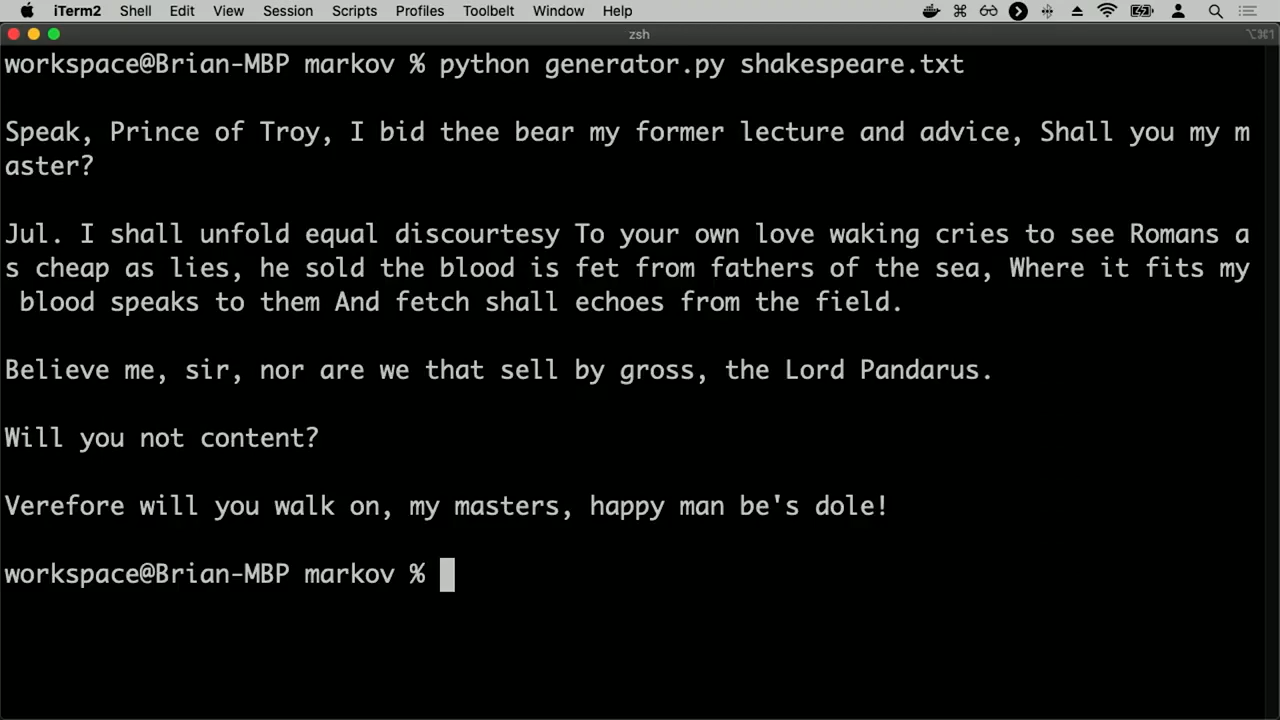 iTerm2 Shell Edit View Session Scripts Profiles Toolbelt Window Help
zsh ⌥⌘1
workspace@Brian-MBP markov % python generator.py shakespeare.txt
Speak, Prince of Troy, I bid thee bear my former lecture and advice, Shall you my m
aster?
Jul. I shall unfold equal discourtesy To your own love waking cries to see Romans a
s cheap as lies, he sold the blood is fet from fathers of the sea, Where it fits my
 blood speaks to them And fetch shall echoes from the field.
Believe me, sir, nor are we that sell by gross, the Lord Pandarus.
Will you not content?
Verefore will you walk on, my masters, happy man be's dole!
workspace@Brian-MBP markov %